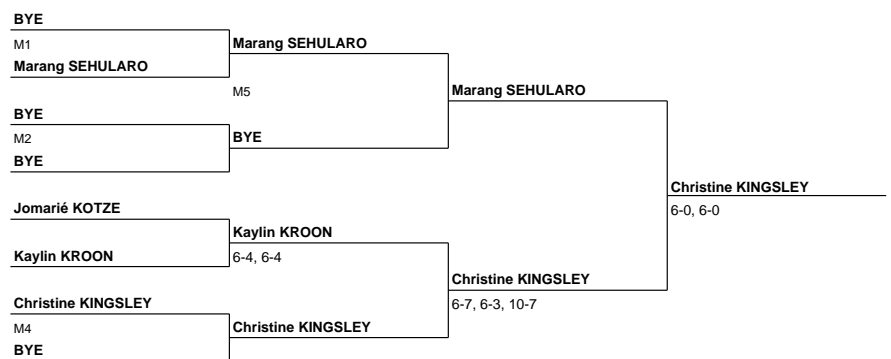 BYE
M1
Marang SEHULARO
Marang SEHULARO
M5
Marang SEHULARO
BYE
M2
BYE
BYE
Christine KINGSLEY
6-0, 6-0
Jomarié KOTZE
Kaylin KROON
Kaylin KROON
6-4, 6-4
Christine KINGSLEY
6-7, 6-3, 10-7
Christine KINGSLEY
M4
Christine KINGSLEY
BYE